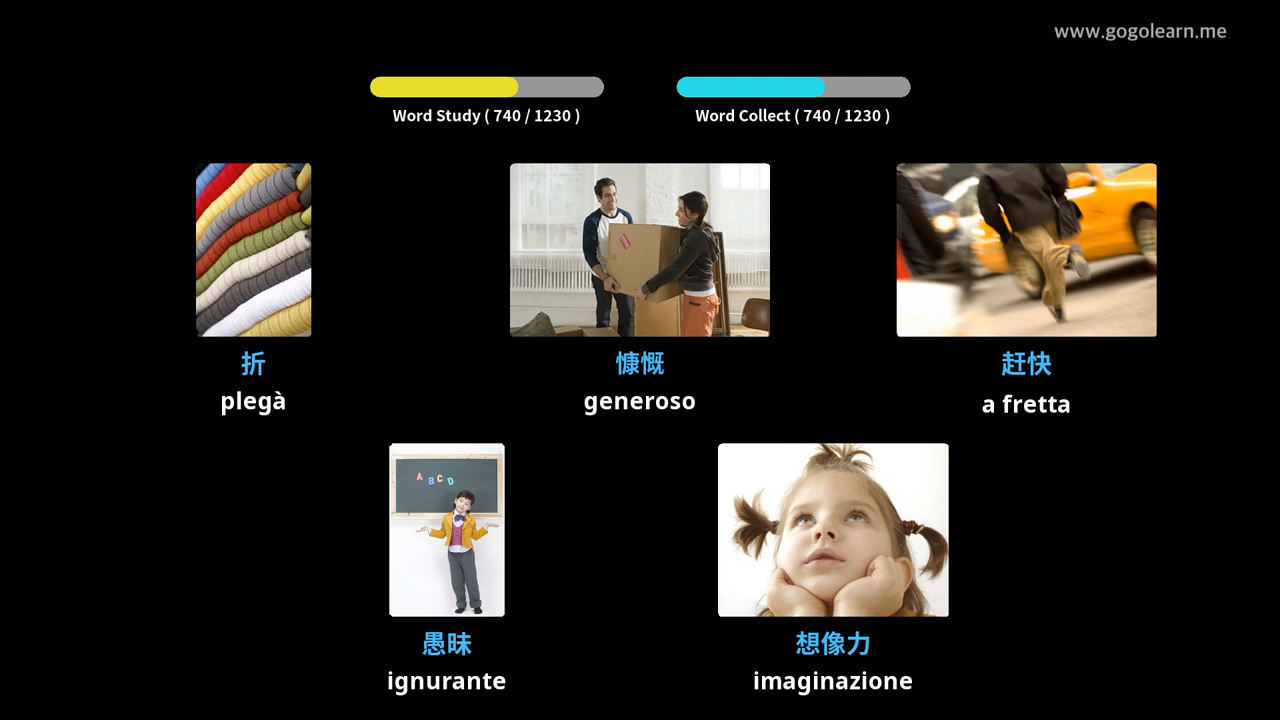 www.gogolearn.me
Word Study ( 740 / 1230 )
Word Collect ( 740 / 1230 )
折
plegà
慷慨
generoso
赶快
a fretta
A B C D
愚昧
ignurante
想像力
imaginazione